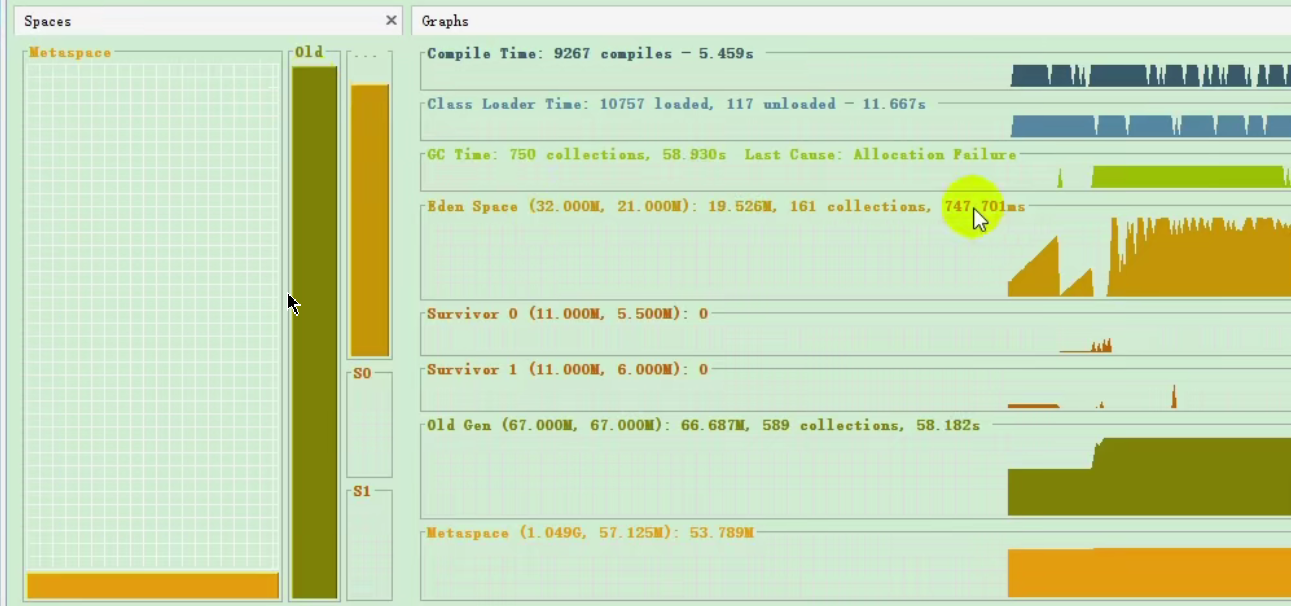 Spaces
Graphs
Metaspace
Old
...
S0
S1
Compile Time: 9267 compiles - 5.459s
Class Loader Time: 10757 loaded, 117 unloaded - 11.667s
GC Time: 750 collections, 58.930s Last Cause: Allocation Failure
Eden Space (32.000M, 21.000M): 19.526M, 161 collections, 747.701ms
Survivor 0 (11.000M, 5.500M): 0
Survivor 1 (11.000M, 6.000M): 0
Old Gen (67.000M, 67.000M): 66.687M, 589 collections, 58.182s
Metaspace (1.049G, 57.125M): 53.789M